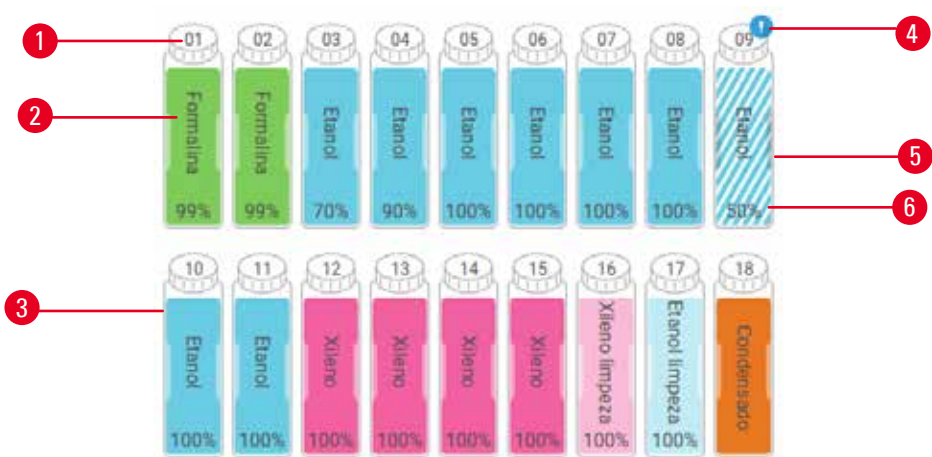 1 01 02 03 04 05 06 07 08 09 ! 4
2 Formalina Formalina Etanol Etanol Etanol Etanol Etanol Etanol Etanol 5
99% 99% 70% 90% 100% 100% 100% 100% 50% 6
10 11 12 13 14 15 16 17 18
3 Etanol Etanol Xileno Xileno Xileno Xileno Xileno limpeza Etanol limpeza Condensado
100% 100% 100% 100% 100% 100% 100% 100%